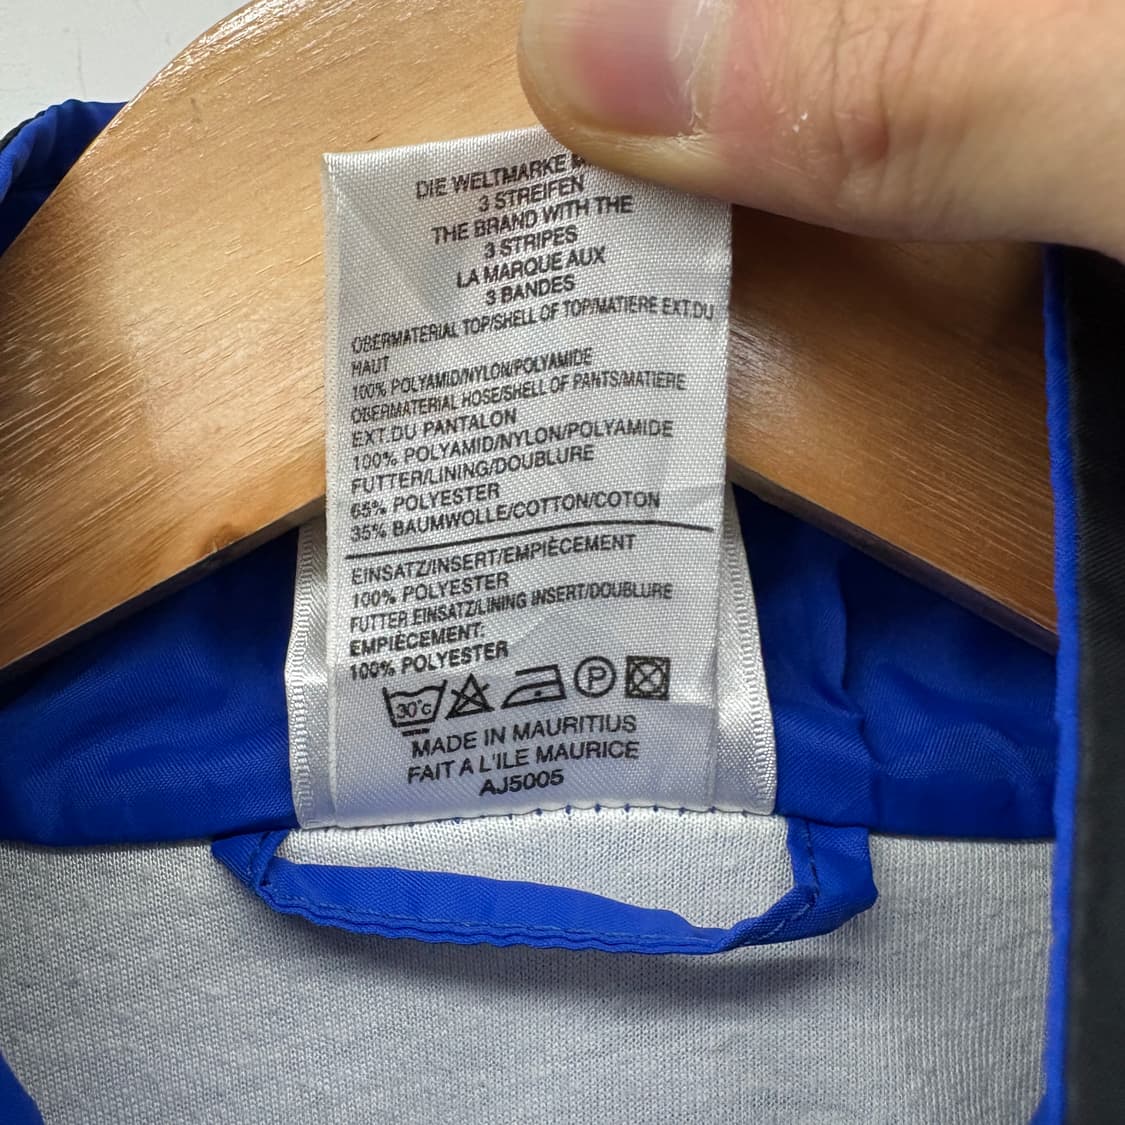 DIE WELTMARKE
3 STREIFEN
THE BRAND WITH THE
3 STRIPES
LA MARQUE AUX
3 BANDES
OBERMATERIAL TOP/SHELL OF TOP/MATIERE EXT.DU
HAUT
100% POLYAMID/NYLON/POLYAMIDE
OBERMATERIAL HOSE/SHELL OF PANTS/MATIERE
EXT.DU PANTALON
100% POLYAMID/NYLON/POLYAMIDE
FUTTER/LINING/DOUBLURE
65% POLYESTER
35% BAUMWOLLE/COTTON/COTON
EINSATZ/INSERT/EMPIÈCEMENT
100% POLYESTER
FUTTER EINSATZ/LINING INSERT/DOUBLURE
EMPIÈCEMENT:
100% POLYESTER
30°c P
MADE IN MAURITIUS
FAIT A L'ILE MAURICE
AJ5005